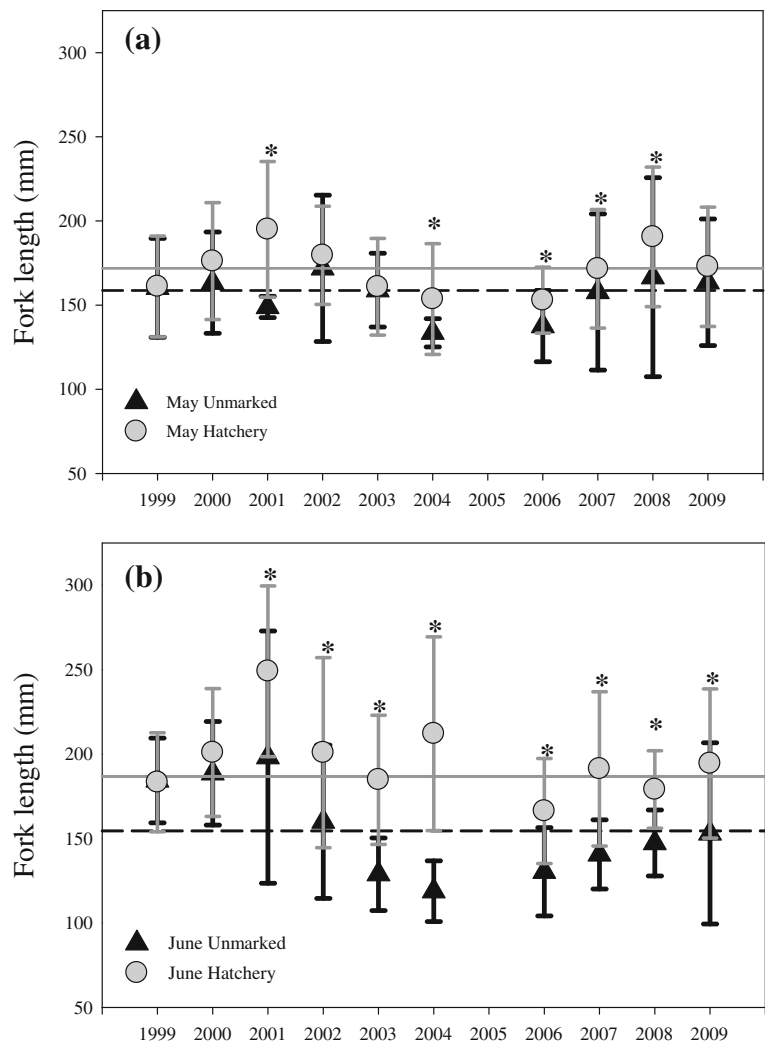 (a)
Fork length (mm)
300
250
200
150
100
50
* * * * *
May Unmarked
May Hatchery
1999 2000 2001 2002 2003 2004 2005 2006 2007 2008 2009
(b)
Fork length (mm)
300
250
200
150
100
50
* * * * * * * *
June Unmarked
June Hatchery
1999 2000 2001 2002 2003 2004 2005 2006 2007 2008 2009